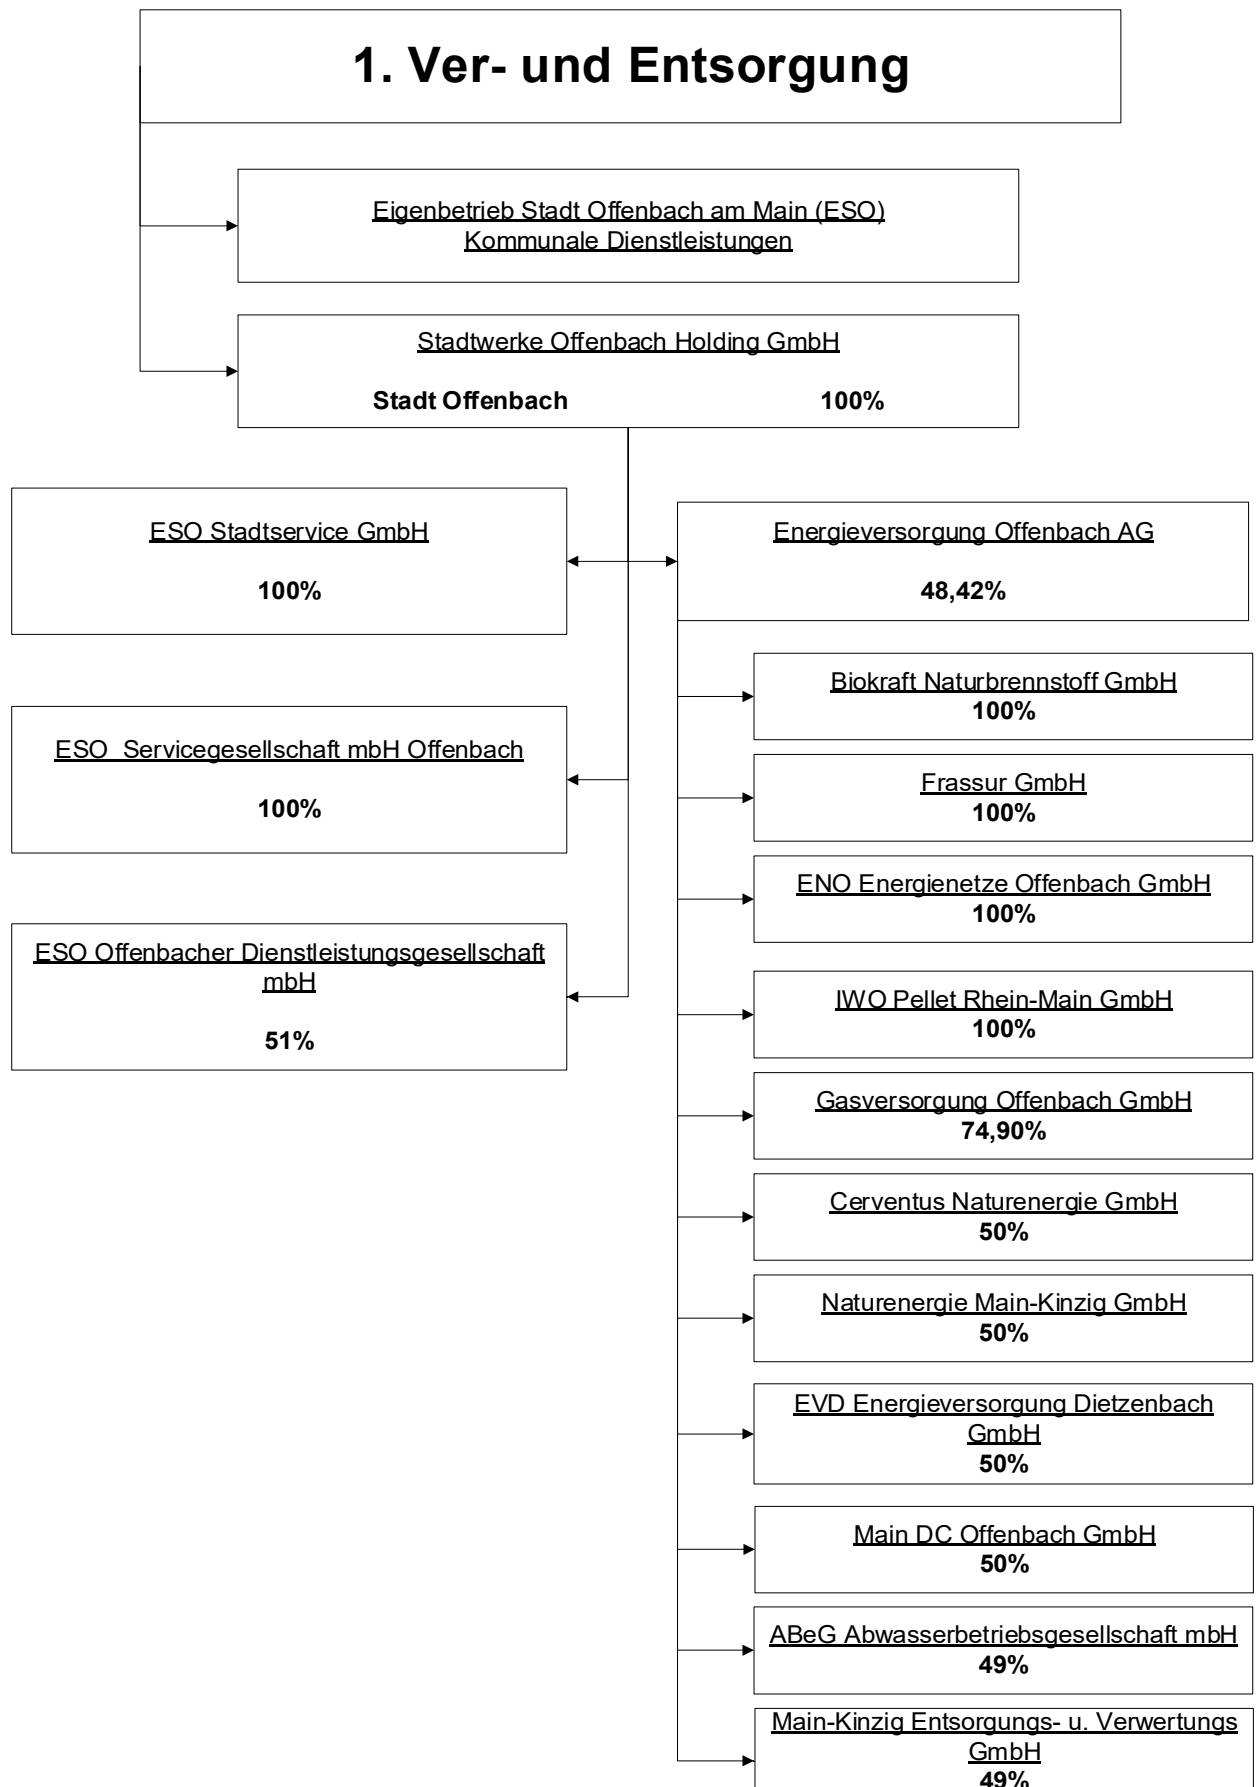 1. Ver- und Entsorgung
Eigenbetrieb Stadt Offenbach am Main (ESO)
Kommunale Dienstleistungen
Stadtwerke Offenbach Holding GmbH
Stadt Offenbach 100%
ESO Stadtservice GmbH
100%
ESO Servicegesellschaft mbH Offenbach
100%
ESO Offenbacher Dienstleistungsgesellschaft
mbH
51%
Energieversorgung Offenbach AG
48,42%
Biokraft Naturbrennstoff GmbH
100%
Frassur GmbH
100%
ENO Energienetze Offenbach GmbH
100%
IWO Pellet Rhein-Main GmbH
100%
Gasversorgung Offenbach GmbH
74,90%
Cerventus Naturenergie GmbH
50%
Naturenergie Main-Kinzig GmbH
50%
EVD Energieversorgung Dietzenbach
GmbH
50%
Main DC Offenbach GmbH
50%
ABeG Abwasserbetriebsgesellschaft mbH
49%
Main-Kinzig Entsorgungs- u. Verwertungs
GmbH
49%